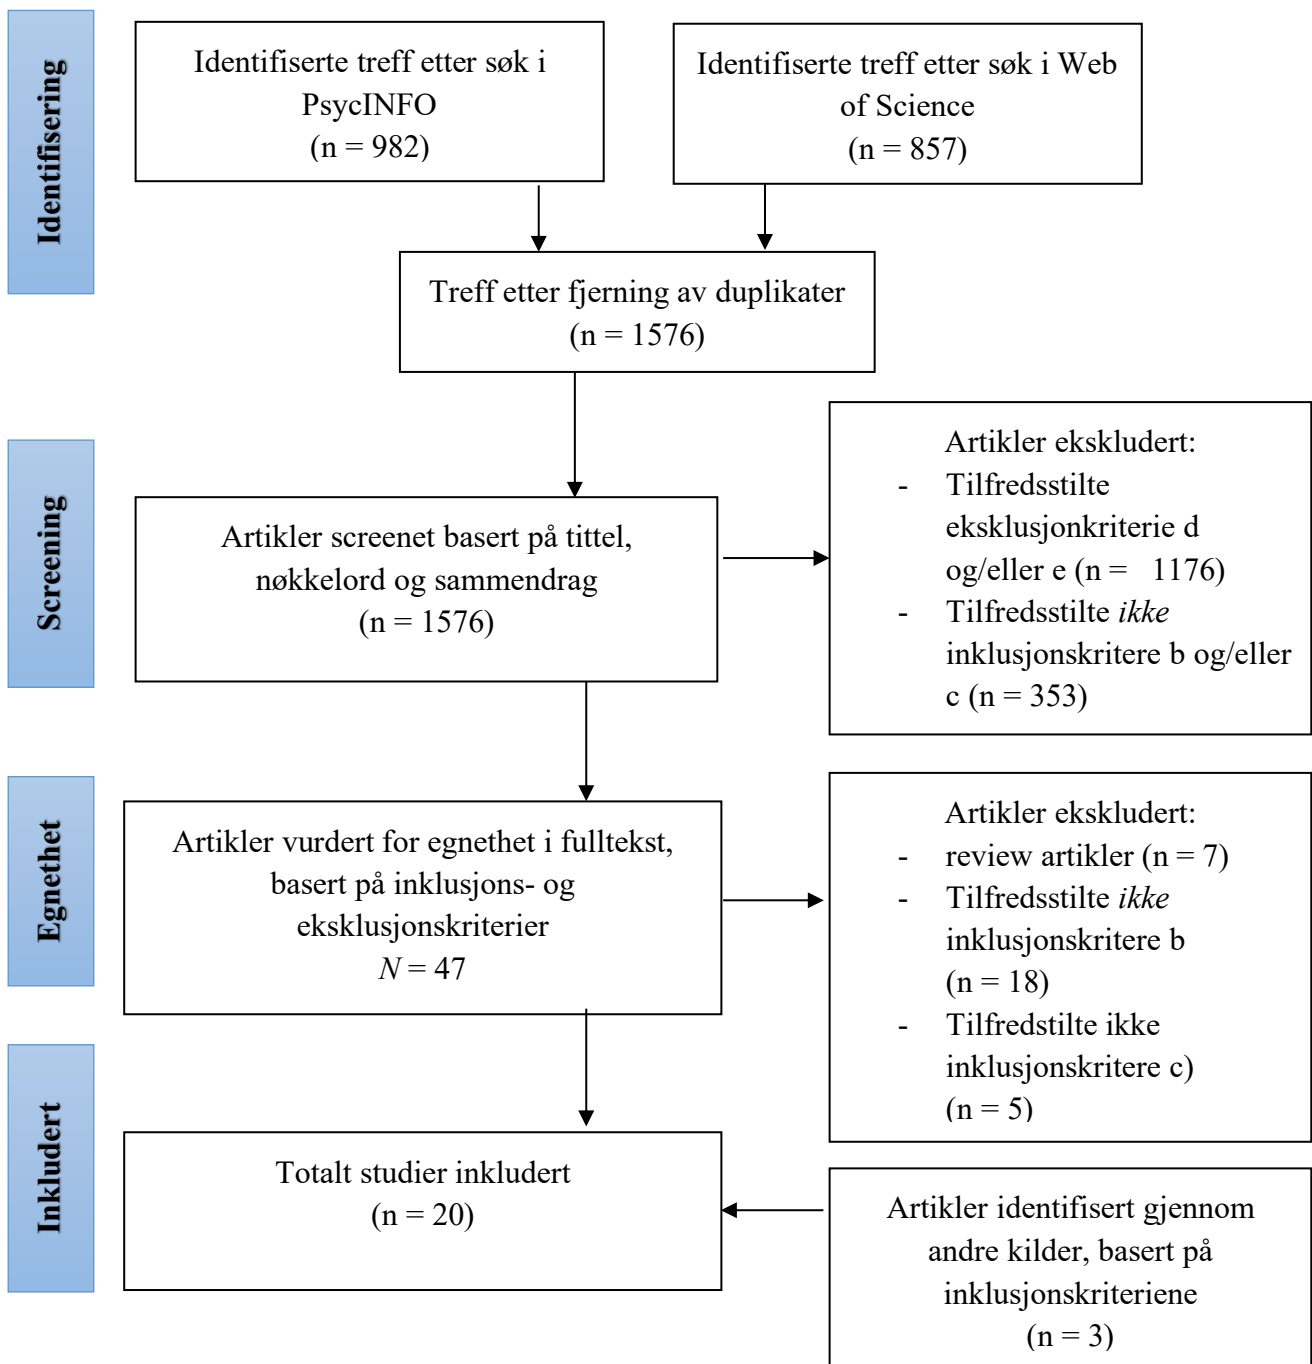 Identifisering
Identifiserte treff etter søk i
PsycINFO
(n = 982)
Identifiserte treff etter søk i Web
of Science
(n = 857)
Treff etter fjerning av duplikater
(n = 1576)
Screening
Artikler screenet basert på tittel,
nøkkelord og sammendrag
(n = 1576)
Artikler ekskludert:
- Tilfredsstilte
eksklusjonkriterie d
og/eller e (n = 1176)
- Tilfredsstilte ikke
inklusjonskritere b og/eller
c (n = 353)
Egnethet
Artikler vurdert for egnethet i fulltekst,
basert på inklusjons- og
eksklusjonskriterier
N = 47
Artikler ekskludert:
- review artikler (n = 7)
- Tilfredsstilte ikke
inklusjonskritere b
(n = 18)
- Tilfredstilte ikke
inklusjonskritere c)
(n = 5)
Inkludert
Totalt studier inkludert
(n = 20)
Artikler identifisert gjennom
andre kilder, basert på
inklusjonskriteriene
(n = 3)